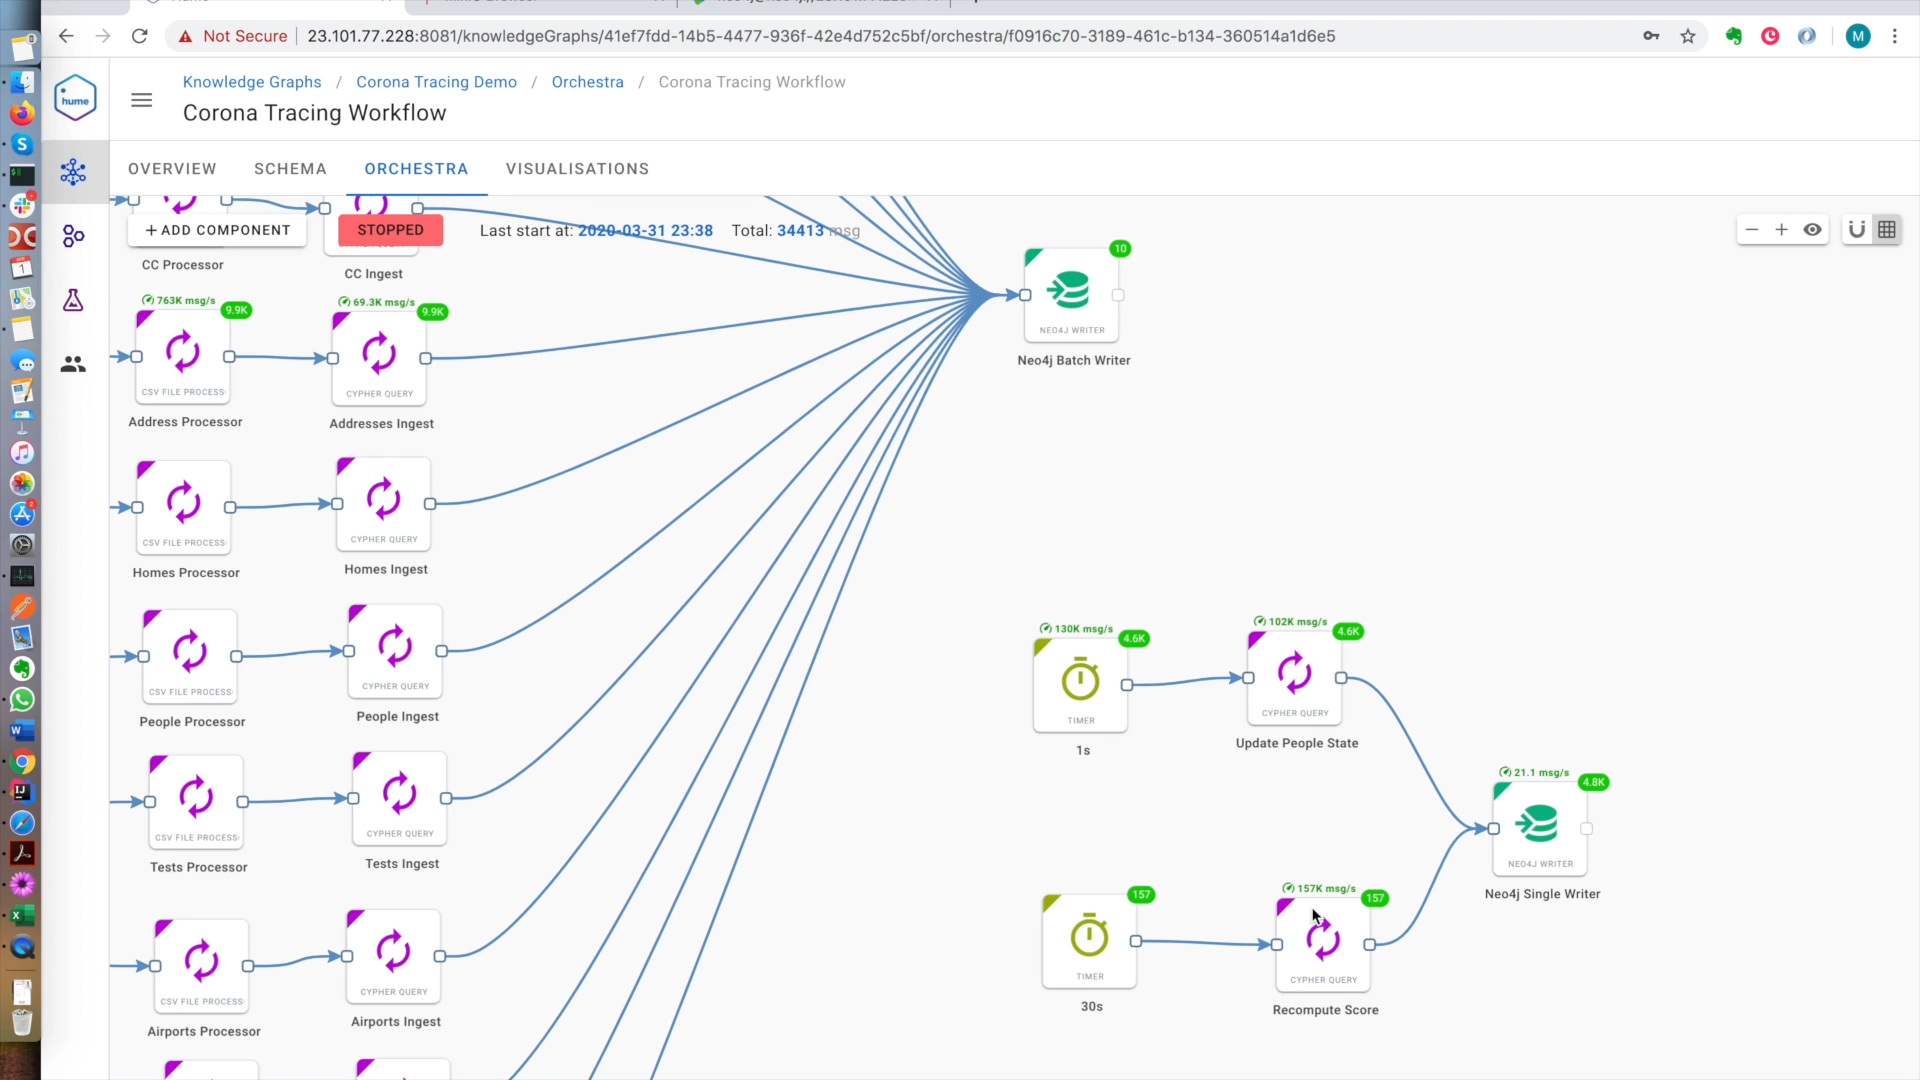 Not Secure
23.101.77.228:8081/knowledgeGraphs/41ef7fdd-14b5-4477-936f-42e4d752c5bf/orchestra/f0916c70-3189-461c-b134-360514a1d6e5
M
hume
Knowledge Graphs / Corona Tracing Demo / Orchestra / Corona Tracing Workflow
Corona Tracing Workflow
OVERVIEW SCHEMA ORCHESTRA VISUALISATIONS
+ ADD COMPONENT
STOPPED
Last start at: 2020-03-31 23:38 Total: 34413 msg
CC Processor
CC Ingest
763K msg/s
9.9K
CSV FILE PROCESS
Address Processor
69.3K msg/s
9.9K
CYPHER QUERY
Addresses Ingest
10
NEO4J WRITER
Neo4j Batch Writer
CSV FILE PROCESS
Homes Processor
CYPHER QUERY
Homes Ingest
CSV FILE PROCESS
People Processor
CYPHER QUERY
People Ingest
130K msg/s
4.6K
TIMER
1s
102K msg/s
4.6K
CYPHER QUERY
Update People State
CSV FILE PROCESS
Tests Processor
CYPHER QUERY
Tests Ingest
21.1 msg/s
4.8K
NEO4J WRITER
Neo4j Single Writer
CSV FILE PROCESS
Airports Processor
CYPHER QUERY
Airports Ingest
157
TIMER
30s
157K msg/s
157
CYPHER QUERY
Recompute Score